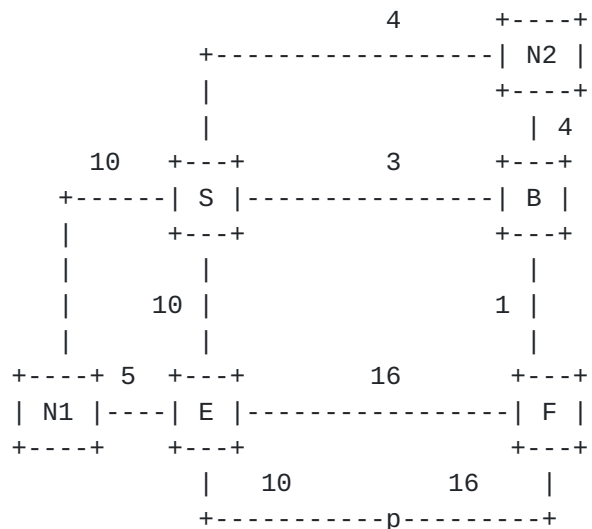 4        +----+
                +------------------| N2 |
                |                  +----+
                |                    | 4
         10   +---+         3      +---+
       +------| S |----------------| B |
       |      +---+                +---+
       |        |                    |
       |     10 |                  1 |
       |        |                    |
    +----+ 5  +---+        16       +---+
    | N1 |----| E |-----------------| F |
    +----+    +---+                 +---+
                |   10         16     |
                +-----------p---------+